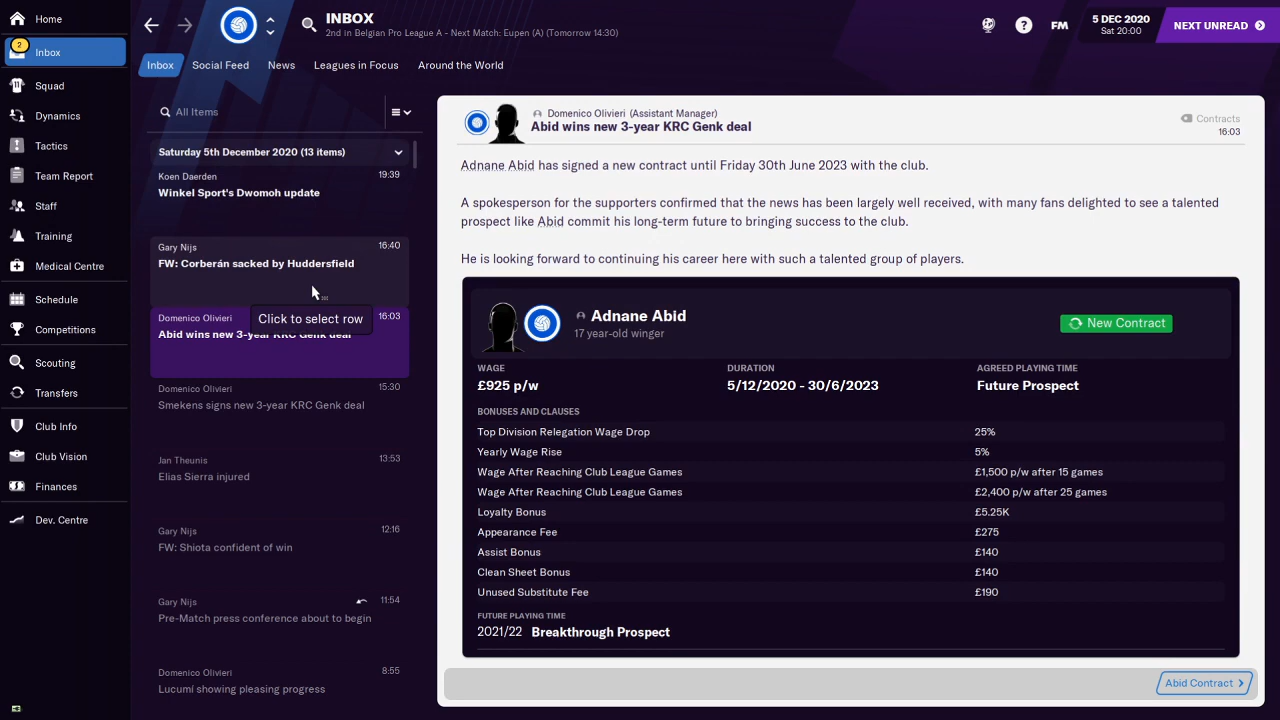 Home
2
Inbox
Squad
Dynamics
Tactics
Team Report
Staff
Training
Medical Centre
Schedule
Competitions
Scouting
Transfers
Club Info
Club Vision
Finances
Dev. Centre
INBOX
2nd in Belgian Pro League A - Next Match: Eupen (A) (Tomorrow 14:30)
?
FM
5 DEC 2020
Sat 20:00
NEXT UNREAD
Inbox
Social Feed
News
Leagues in Focus
Around the World
All Items
Saturday 5th December 2020 (13 items)
Koen Daerden 19:39
Winkel Sport's Dwomoh update
Gary Nijs 16:40
FW: Corberán sacked by Huddersfield
Domenico Olivieri 16:03
Click to select row
Abid wins new 3-year KRC Genk deal
Domenico Olivieri 15:30
Smekens signs new 3-year KRC Genk deal
Jan Theunis 13:53
Elias Sierra injured
Gary Nijs 12:16
FW: Shiota confident of win
Gary Nijs 11:54
Pre-Match press conference about to begin
Domenico Olivieri 8:55
Lucumí showing pleasing progress
Domenico Olivieri (Assistant Manager)
Abid wins new 3-year KRC Genk deal
Contracts
16:03
Adnane Abid has signed a new contract until Friday 30th June 2023 with the club.
A spokesperson for the supporters confirmed that the news has been largely well received, with many fans delighted to see a talented
prospect like Abid commit his long-term future to bringing success to the club.
He is looking forward to continuing his career here with such a talented group of players.
Adnane Abid
17 year-old winger
New Contract
WAGE DURATION AGREED PLAYING TIME
£925 p/w 5/12/2020 - 30/6/2023 Future Prospect
BONUSES AND CLAUSES
Top Division Relegation Wage Drop 25%
Yearly Wage Rise 5%
Wage After Reaching Club League Games £1,500 p/w after 15 games
Wage After Reaching Club League Games £2,400 p/w after 25 games
Loyalty Bonus £5.25K
Appearance Fee £275
Assist Bonus £140
Clean Sheet Bonus £140
Unused Substitute Fee £190
FUTURE PLAYING TIME
2021/22 Breakthrough Prospect
Abid Contract